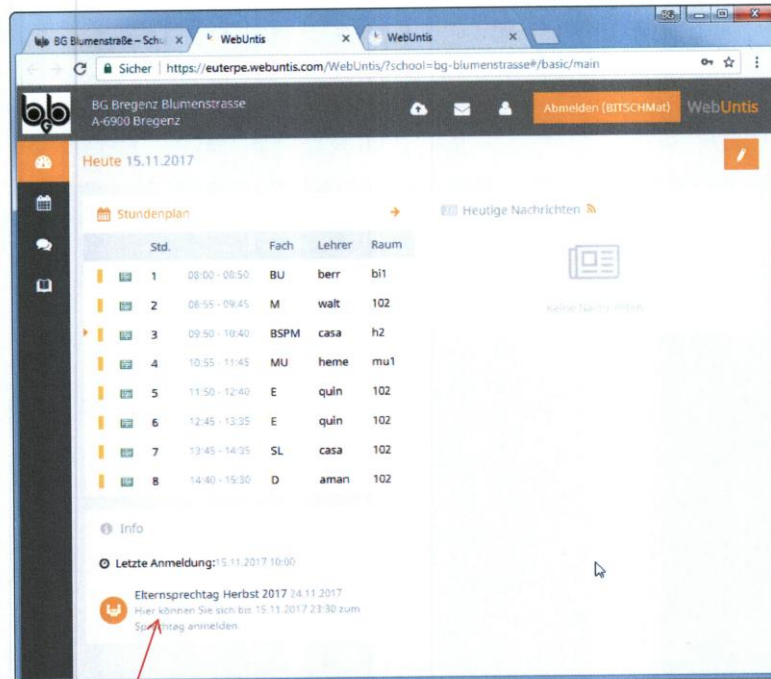 BG
BG Blumenstraße – Schu
WebUntis
WebUntis
Sicher | https://euterpe.webuntis.com/WebUntis/?school=bg-blumenstrasse#/basic/main
bGb
BG Bregenz Blumenstrasse
A-6900 Bregenz
Abmelden (BITSCHMat)
WebUntis
Heute 15.11.2017
Stundenplan
Heutige Nachrichten
Std. Fach Lehrer Raum
1 08:00 - 08:50 BU berr bi1
2 08:55 - 09:45 M walt 102
3 09:50 - 10:40 BSPM casa h2
4 10:55 - 11:45 MU heme mu1
5 11:50 - 12:40 E quin 102
6 12:45 - 13:35 E quin 102
7 13:45 - 14:35 SL casa 102
8 14:40 - 15:30 D aman 102
Keine Nachrichten
Info
Letzte Anmeldung: 15.11.2017 10:00
Elternsprechtag Herbst 2017 24.11.2017
Hier können Sie sich bis 15.11.2017 23:30 zum
Sprechtag anmelden